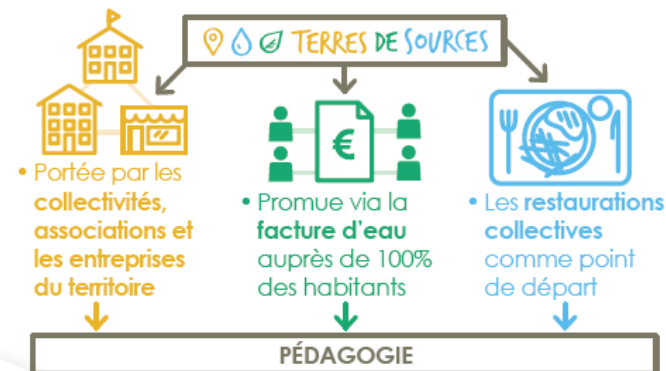 TERRES DE SOURCES
• Portée par les
collectivités,
associations et
les entreprises
du territoire
€
• Promue via la
facture d'eau
auprès de 100%
des habitants
• Les restaurations
collectives
comme point
de départ
PÉDAGOGIE